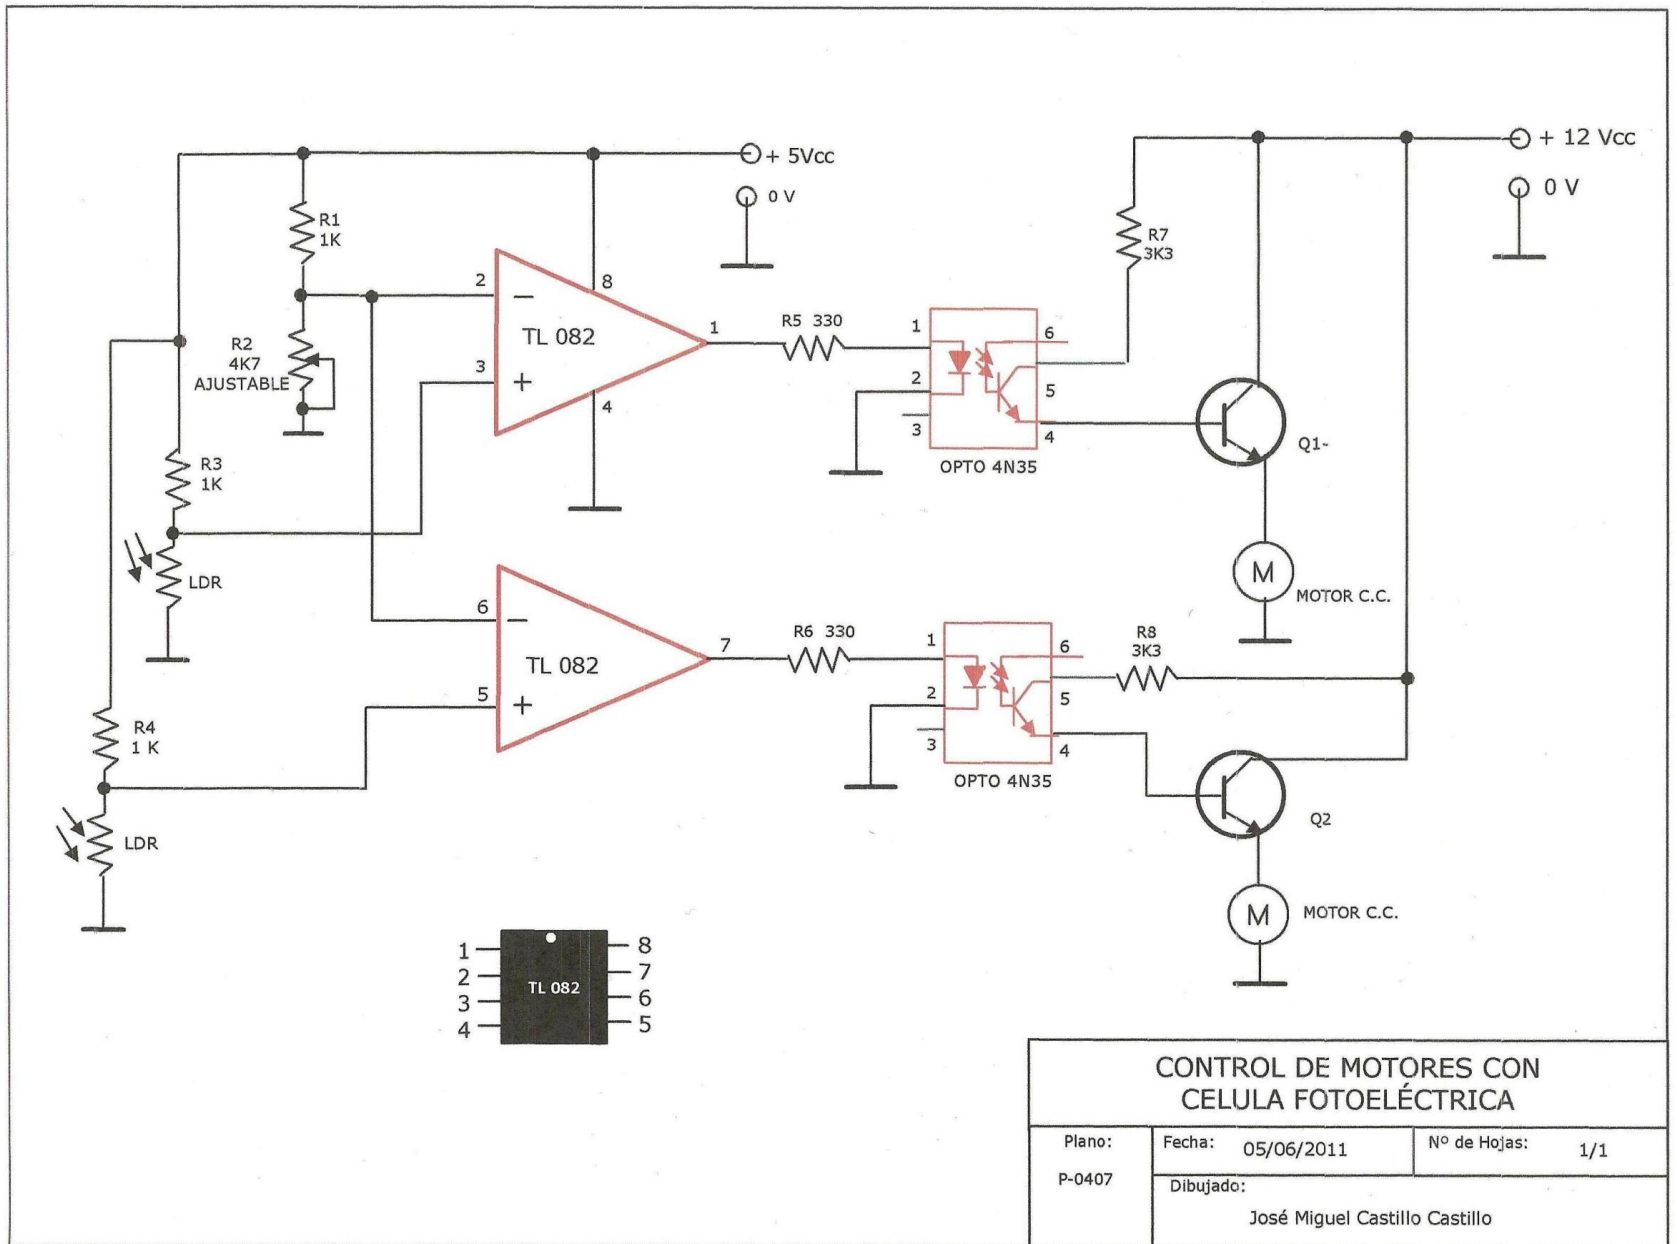 + 5Vcc
0 V
+ 12 Vcc
0 V
R1
1K
R2
4K7
AJUSTABLE
2
3
8
TL 082
4
1
R5 330
1
2
3
6
5
4
OPTO 4N35
R7
3K3
Q1-
M
MOTOR C.C.
R3
1K
LDR
6
5
TL 082
7
R6 330
1
2
3
6
5
4
OPTO 4N35
R8
3K3
Q2
M
MOTOR C.C.
R4
1 K
LDR
1
2
3
4
TL 082
8
7
6
5
CONTROL DE MOTORES CON
CELULA FOTOELÉCTRICA
Plano:
P-0407
Fecha: 05/06/2011
Nº de Hojas: 1/1
Dibujado:
José Miguel Castillo Castillo